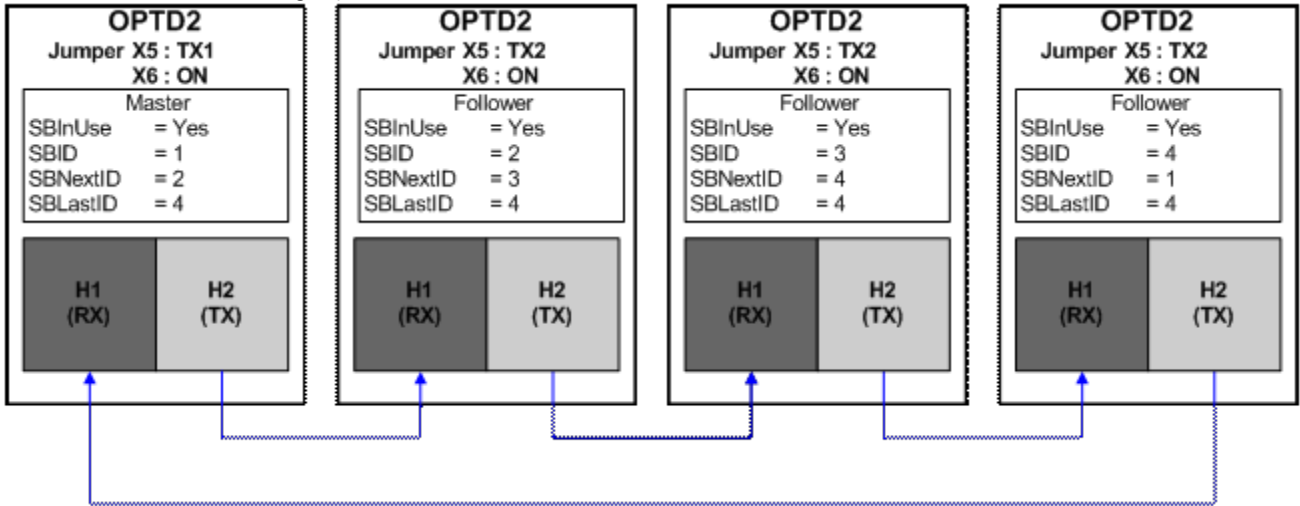 OPTD2
Jumper X5 : TX1
X6 : ON
Master
SBInUse = Yes
SBID = 1
SBNextID = 2
SBLastID = 4
H1 H2
(RX) (TX)
OPTD2
Jumper X5 : TX2
X6 : ON
Follower
SBInUse = Yes
SBID = 2
SBNextID = 3
SBLastID = 4
H1 H2
(RX) (TX)
OPTD2
Jumper X5 : TX2
X6 : ON
Follower
SBInUse = Yes
SBID = 3
SBNextID = 4
SBLastID = 4
H1 H2
(RX) (TX)
OPTD2
Jumper X5 : TX2
X6 : ON
Follower
SBInUse = Yes
SBID = 4
SBNextID = 1
SBLastID = 4
H1 H2
(RX) (TX)